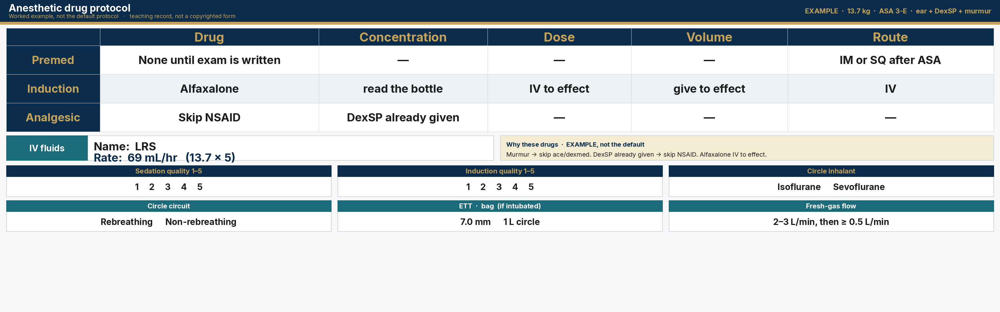 Anesthetic drug protocol
Worked example, not the default protocol · teaching record, not a copyrighted form
EXAMPLE · 13.7 kg · ASA 3-E · ear + DexSP + murmur
Drug Concentration Dose Volume Route
Premed None until exam is written — — — IM or SQ after ASA
Induction Alfaxalone read the bottle IV to effect give to effect IV
Analgesic Skip NSAID DexSP already given — — —
IV fluids
Name: LRS
Rate: 69 mL/hr (13.7 × 5)
Why these drugs · EXAMPLE, not the default
Murmur → skip ace/dexmed. DexSP already given → skip NSAID. Alfaxalone IV to effect.
Sedation quality 1–5
1 2 3 4 5
Induction quality 1–5
1 2 3 4 5
Circle inhalant
Isoflurane Sevoflurane
Circle circuit
Rebreathing Non-rebreathing
ETT · bag (if intubated)
7.0 mm 1 L circle
Fresh-gas flow
2–3 L/min, then ≥ 0.5 L/min